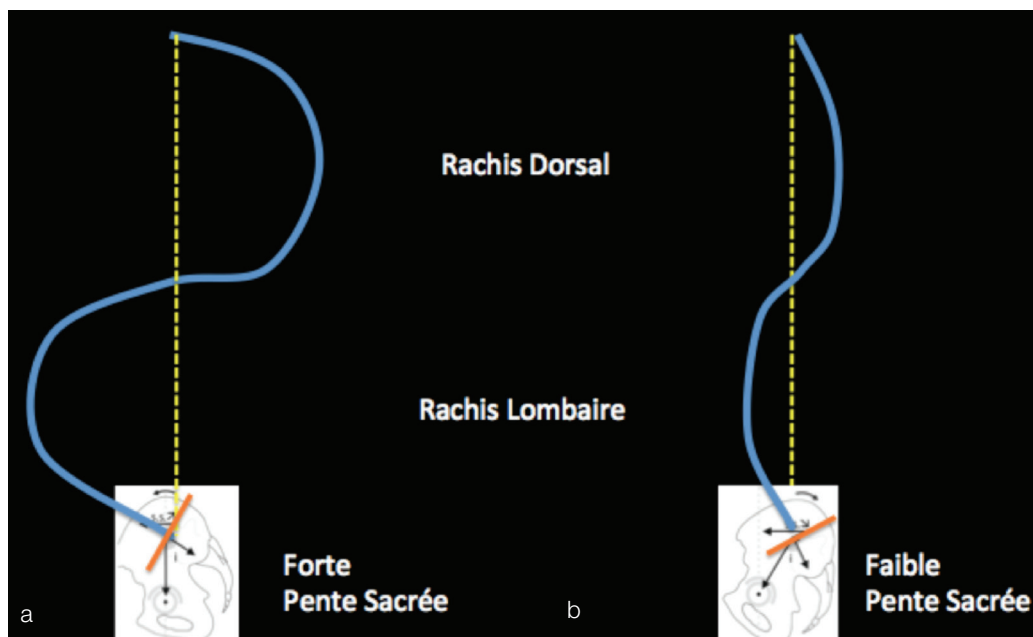 Rachis Dorsal
Rachis Lombaire
Forte
Pente Sacrée
a
Faible
Pente Sacrée
b